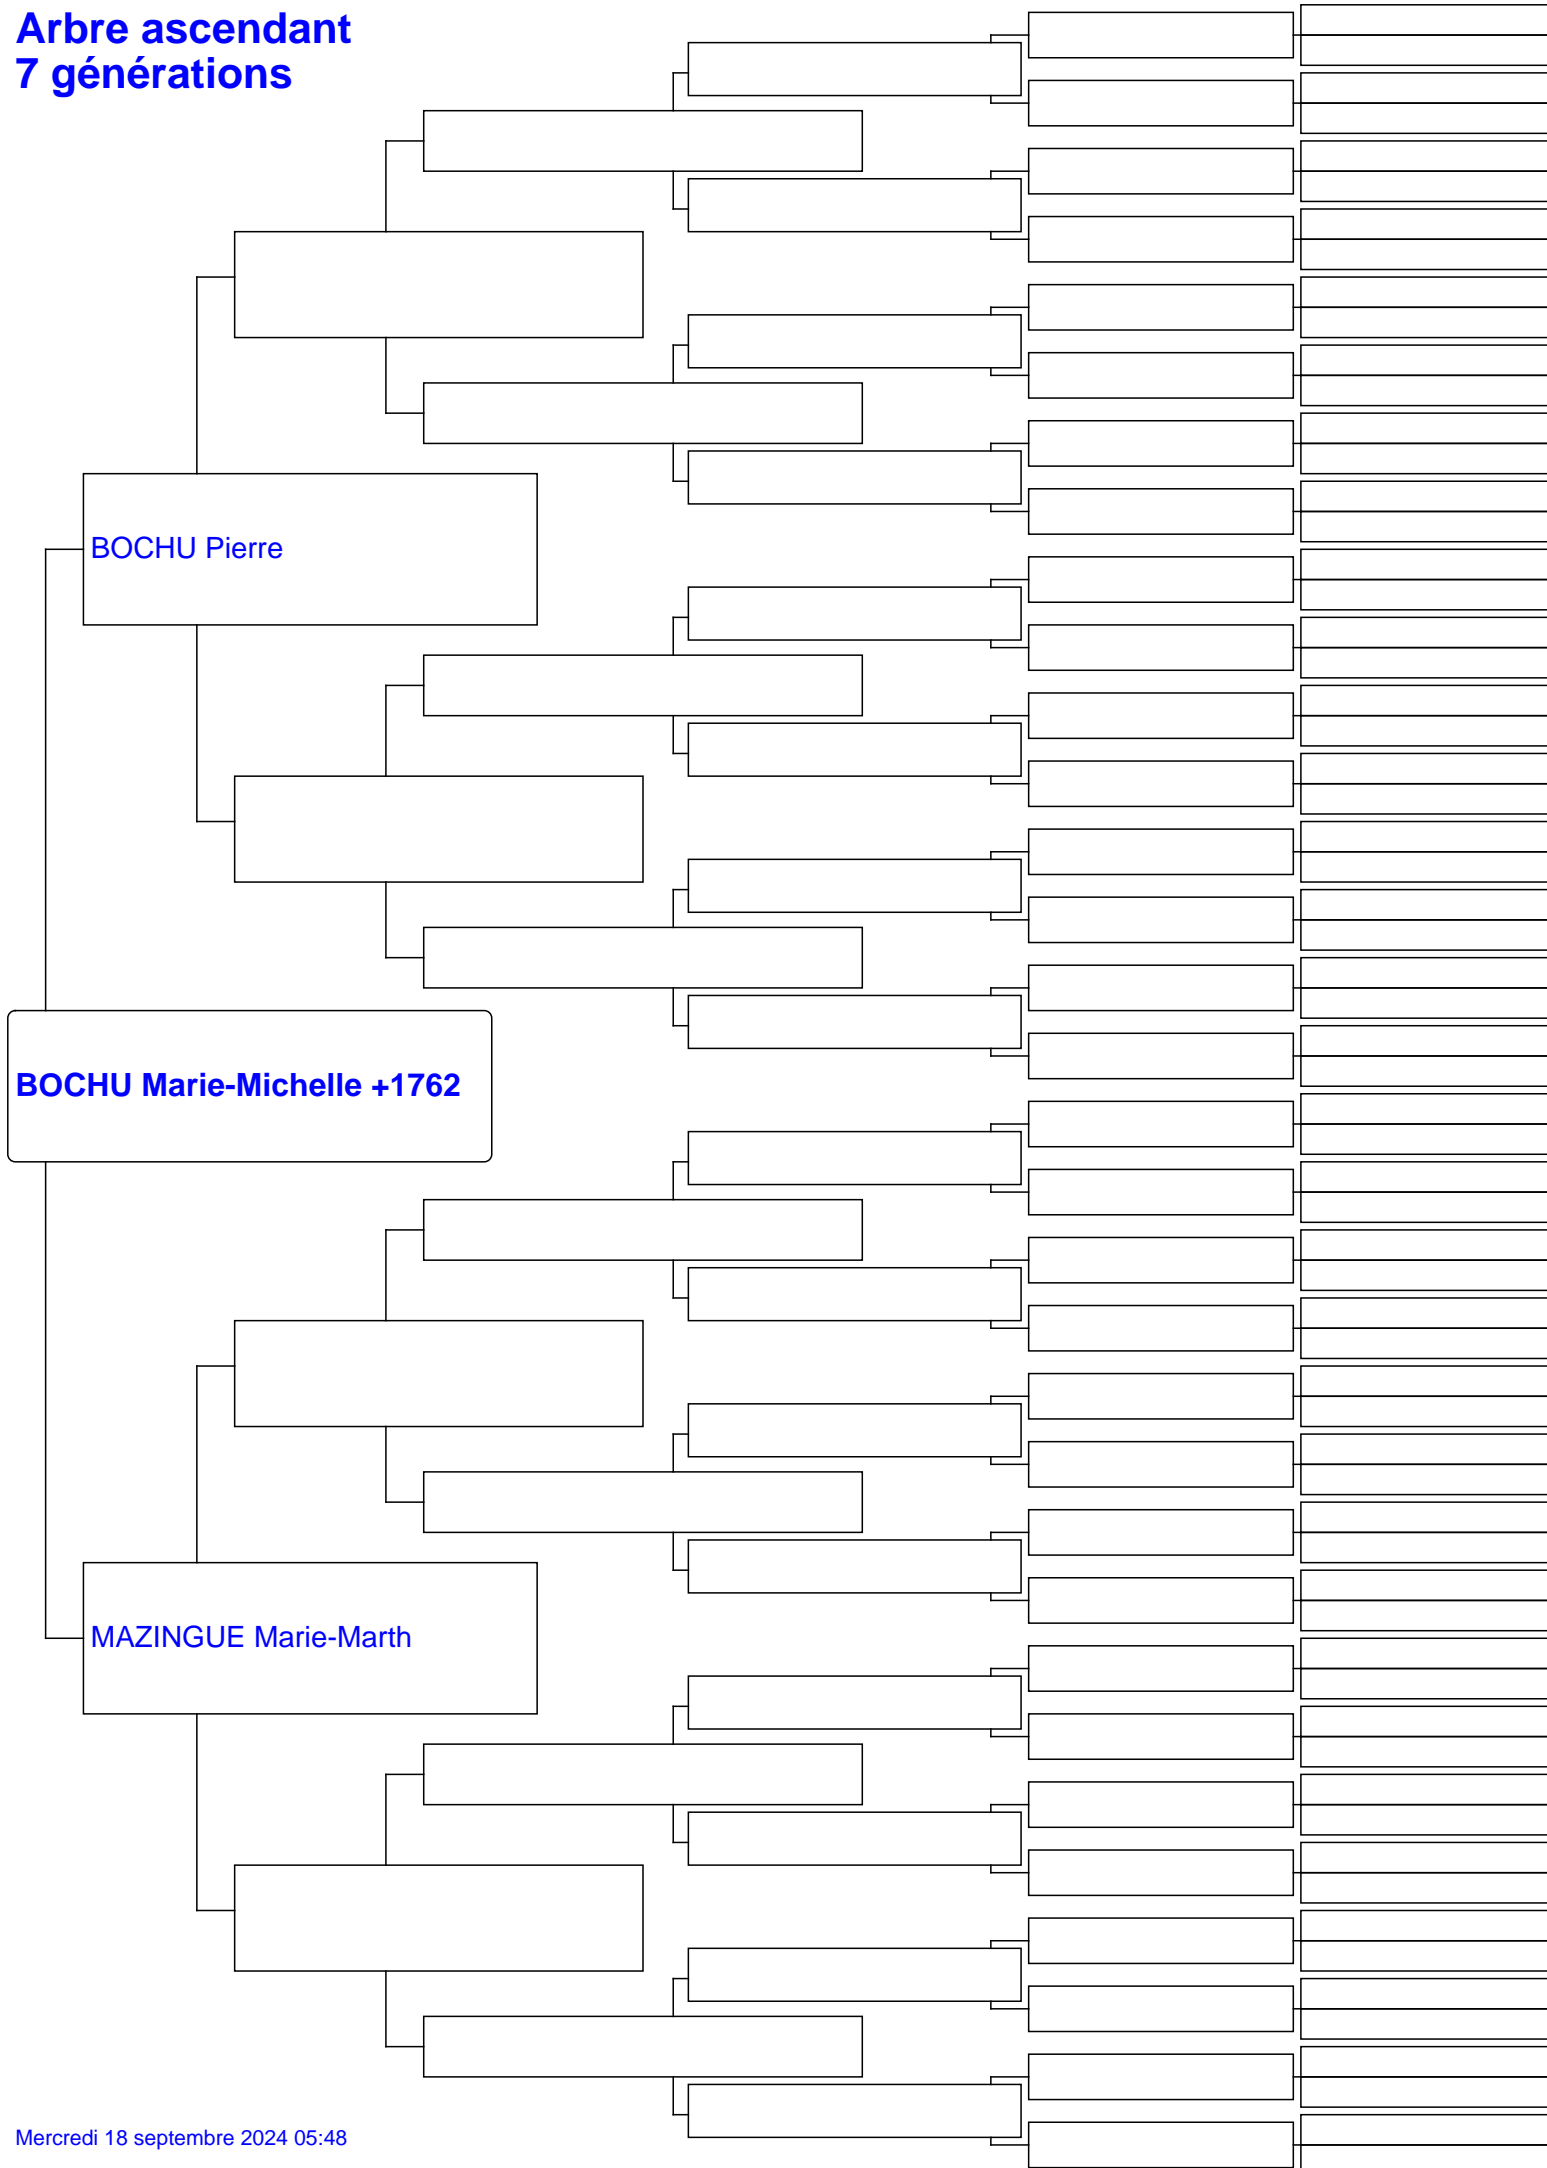 Arbre ascendant
7 générations
BOCHU Pierre
BOCHU Marie-Michelle +1762
MAZINGUE Marie-Marth
Mercredi 18 septembre 2024 05:48